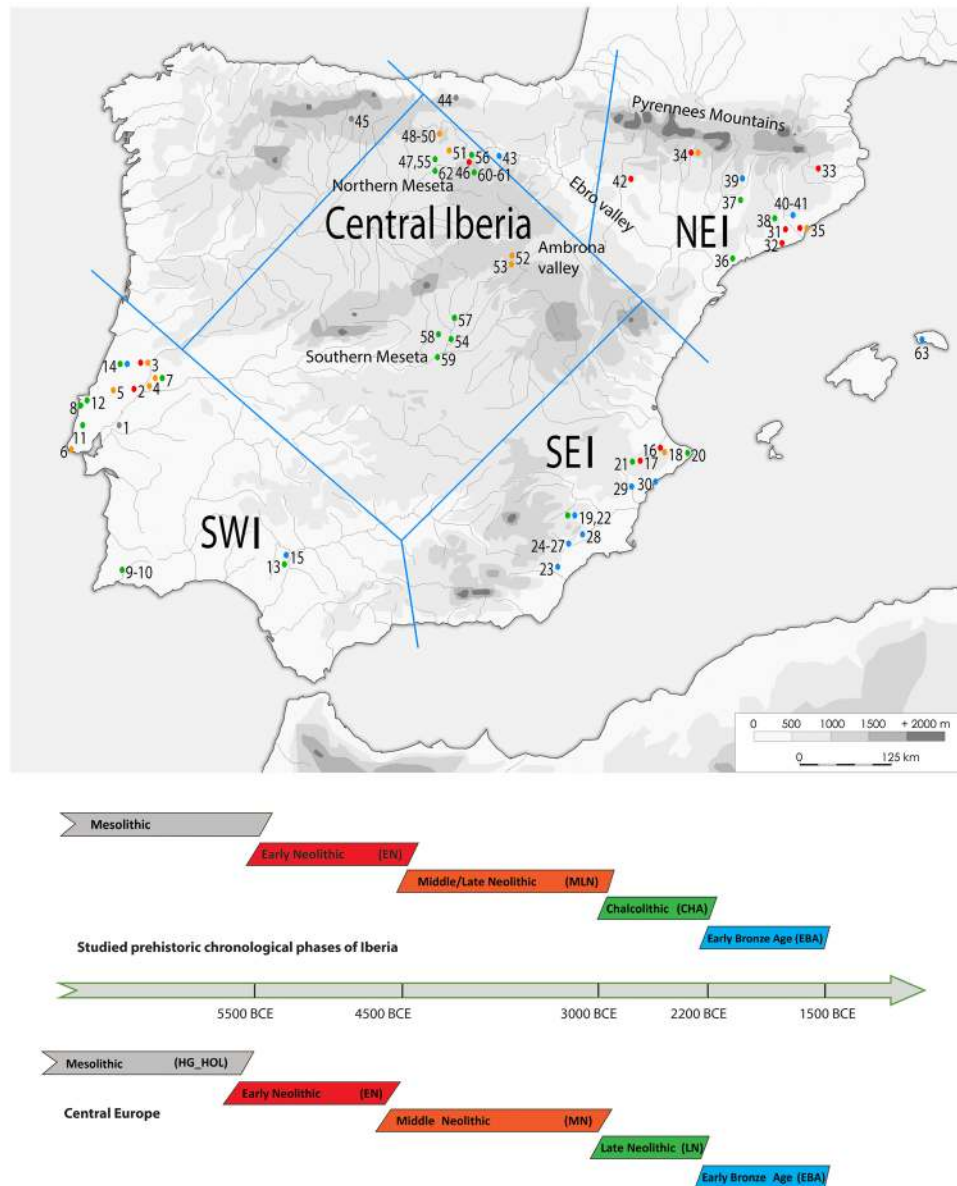 44
45
Pyrennees Mountains
48-50
51
56
43
47,55
46
60-61
62
Northern Meseta
34
33
42
39
Ebro valley
37
40-41
Central Iberia
NEI
38
31
35
32
36
Ambrona
valley
52
53
57
58
54
Southern Meseta
59
63
14
3
7
4
5
2
12
8
11
1
6
SEI
16
18
20
21
17
29
30
SWI
19,22
28
24-27
23
15
13
9-10
0 500 1000 1500 + 2000 m
0 125 km
Mesolithic
Early Neolithic (EN)
Middle/Late Neolithic (MLN)
Chalcolithic (CHA)
Early Bronze Age (EBA)
Studied prehistoric chronological phases of Iberia
5500 BCE 4500 BCE 3000 BCE 2200 BCE 1500 BCE
Mesolithic (HG_HOL)
Early Neolithic (EN)
Central Europe
Middle Neolithic (MN)
Late Neolithic (LN)
Early Bronze Age (EBA)